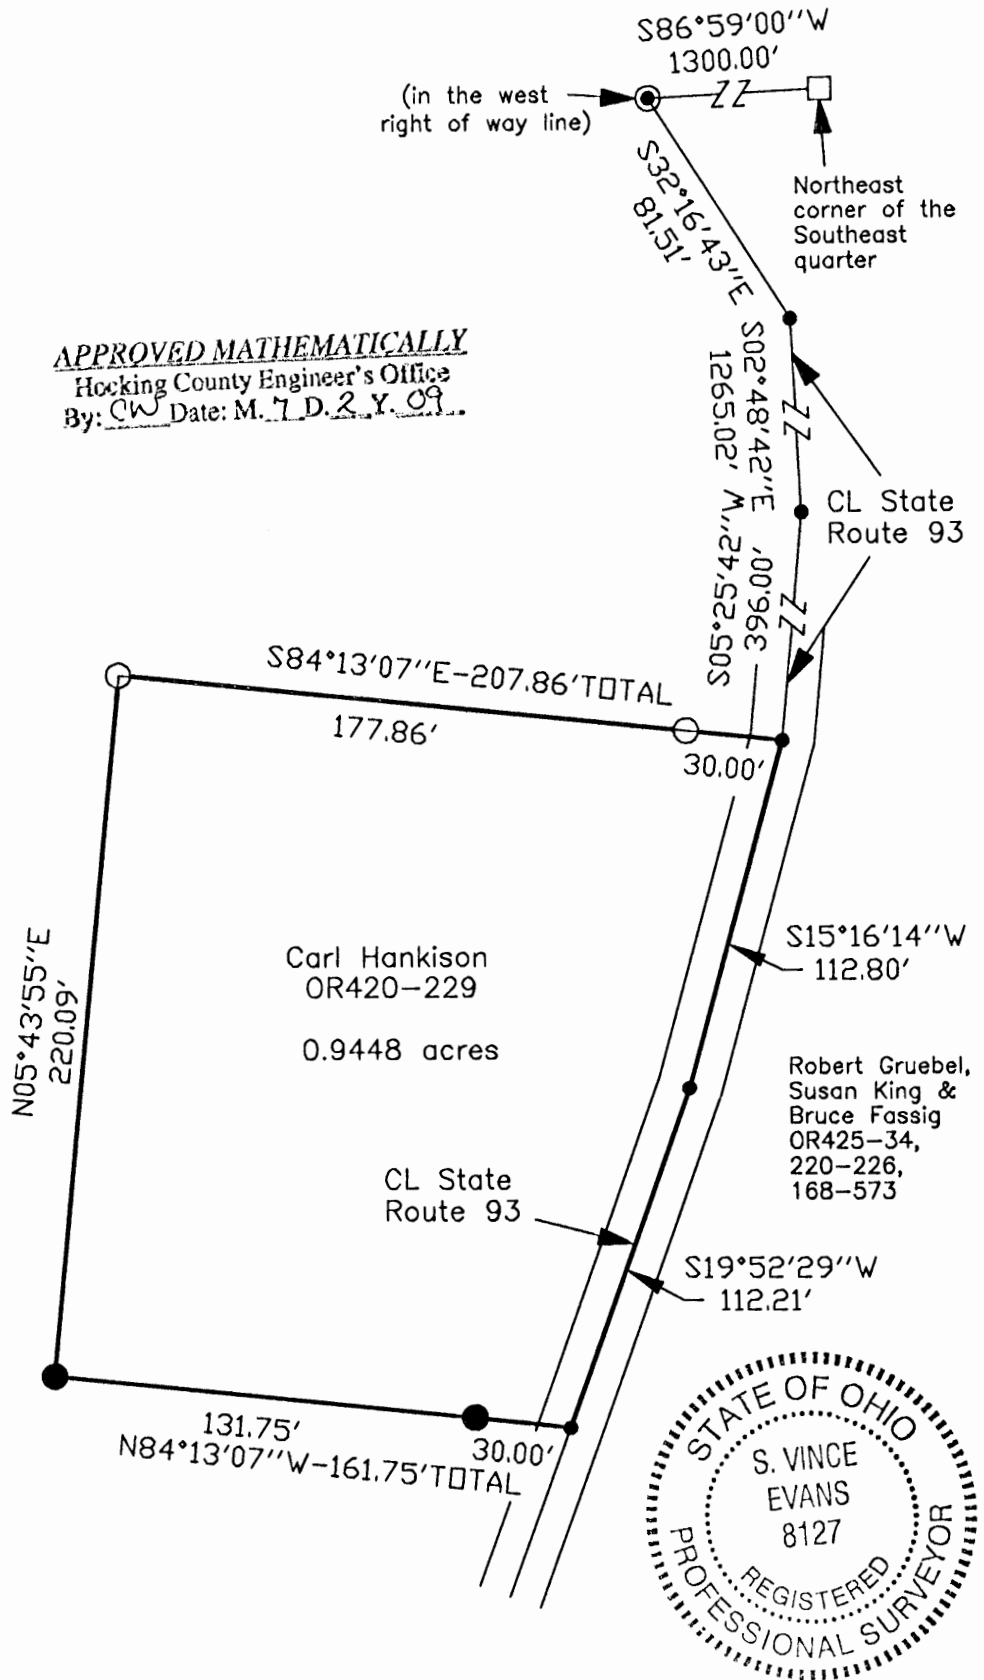 S86°59'00''W
1300.00'
(in the west
right of way line)
Northeast
corner of the
Southeast
quarter
S32°16'43''E
81.51'
APPROVED MATHEMATICALLY
Hocking County Engineer's Office
By: CW Date: M. 7 D. 2 Y. 09.
S02°48'42''E
1265.02'
CL State
Route 93
S05°25'42''W
396.00'
S84°13'07''E-207.86'TOTAL
177.86'
30.00'
S15°16'14''W
112.80'
N05°43'55''E
220.09'
Carl Hankison
OR420-229
0.9448 acres
Robert Gruebel,
Susan King &
Bruce Fassig
OR425-34,
220-226,
168-573
CL State
Route 93
S19°52'29''W
112.21'
131.75'
30.00'
N84°13'07''W-161.75'TOTAL
STATE OF OHIO
S. VINCE
EVANS
8127
REGISTERED
PROFESSIONAL SURVEYOR